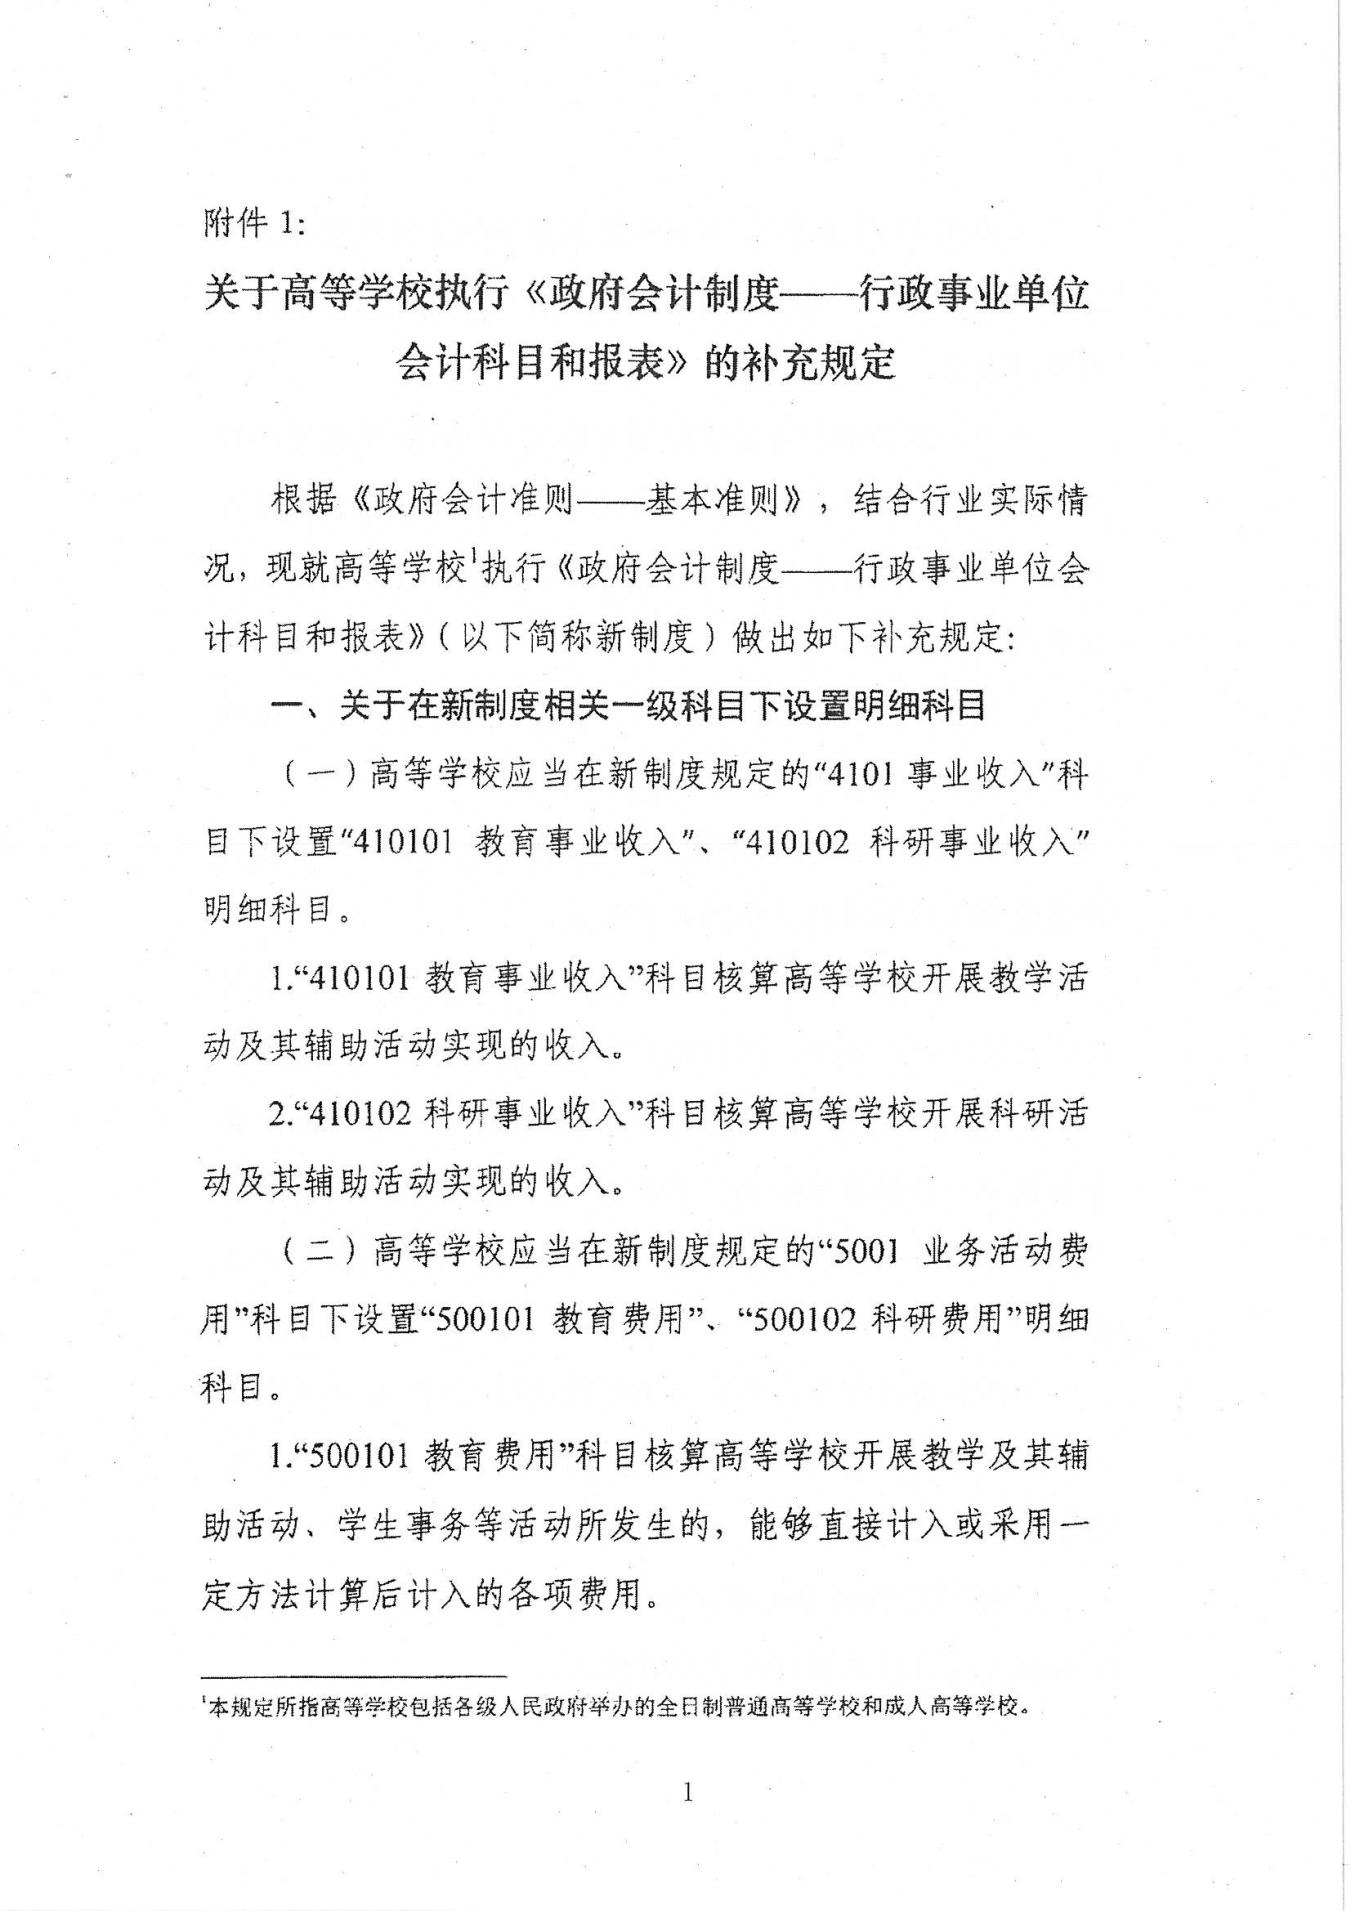 附件 1:
关于高等学校执行《政府会计制度——行政事业单位
会计科目和报表》的补充规定
根据《政府会计准则——基本准则》，结合行业实际情
况，现就高等学校¹执行《政府会计制度——行政事业单位会
计科目和报表》（以下简称新制度）做出如下补充规定：
一、关于在新制度相关一级科目下设置明细科目
（一）高等学校应当在新制度规定的“4101 事业收入”科
目下设置“410101 教育事业收入”、“410102 科研事业收入”
明细科目。
1.“410101 教育事业收入”科目核算高等学校开展教学活
动及其辅助活动实现的收入。
2.“410102 科研事业收入”科目核算高等学校开展科研活
动及其辅助活动实现的收入。
（二）高等学校应当在新制度规定的“5001 业务活动费
用”科目下设置“500101 教育费用”、“500102 科研费用”明细
科目。
1.“500101 教育费用”科目核算高等学校开展教学及其辅
助活动、学生事务等活动所发生的，能够直接计入或采用一
定方法计算后计入的各项费用。
¹本规定所指高等学校包括各级人民政府举办的全日制普通高等学校和成人高等学校。
1